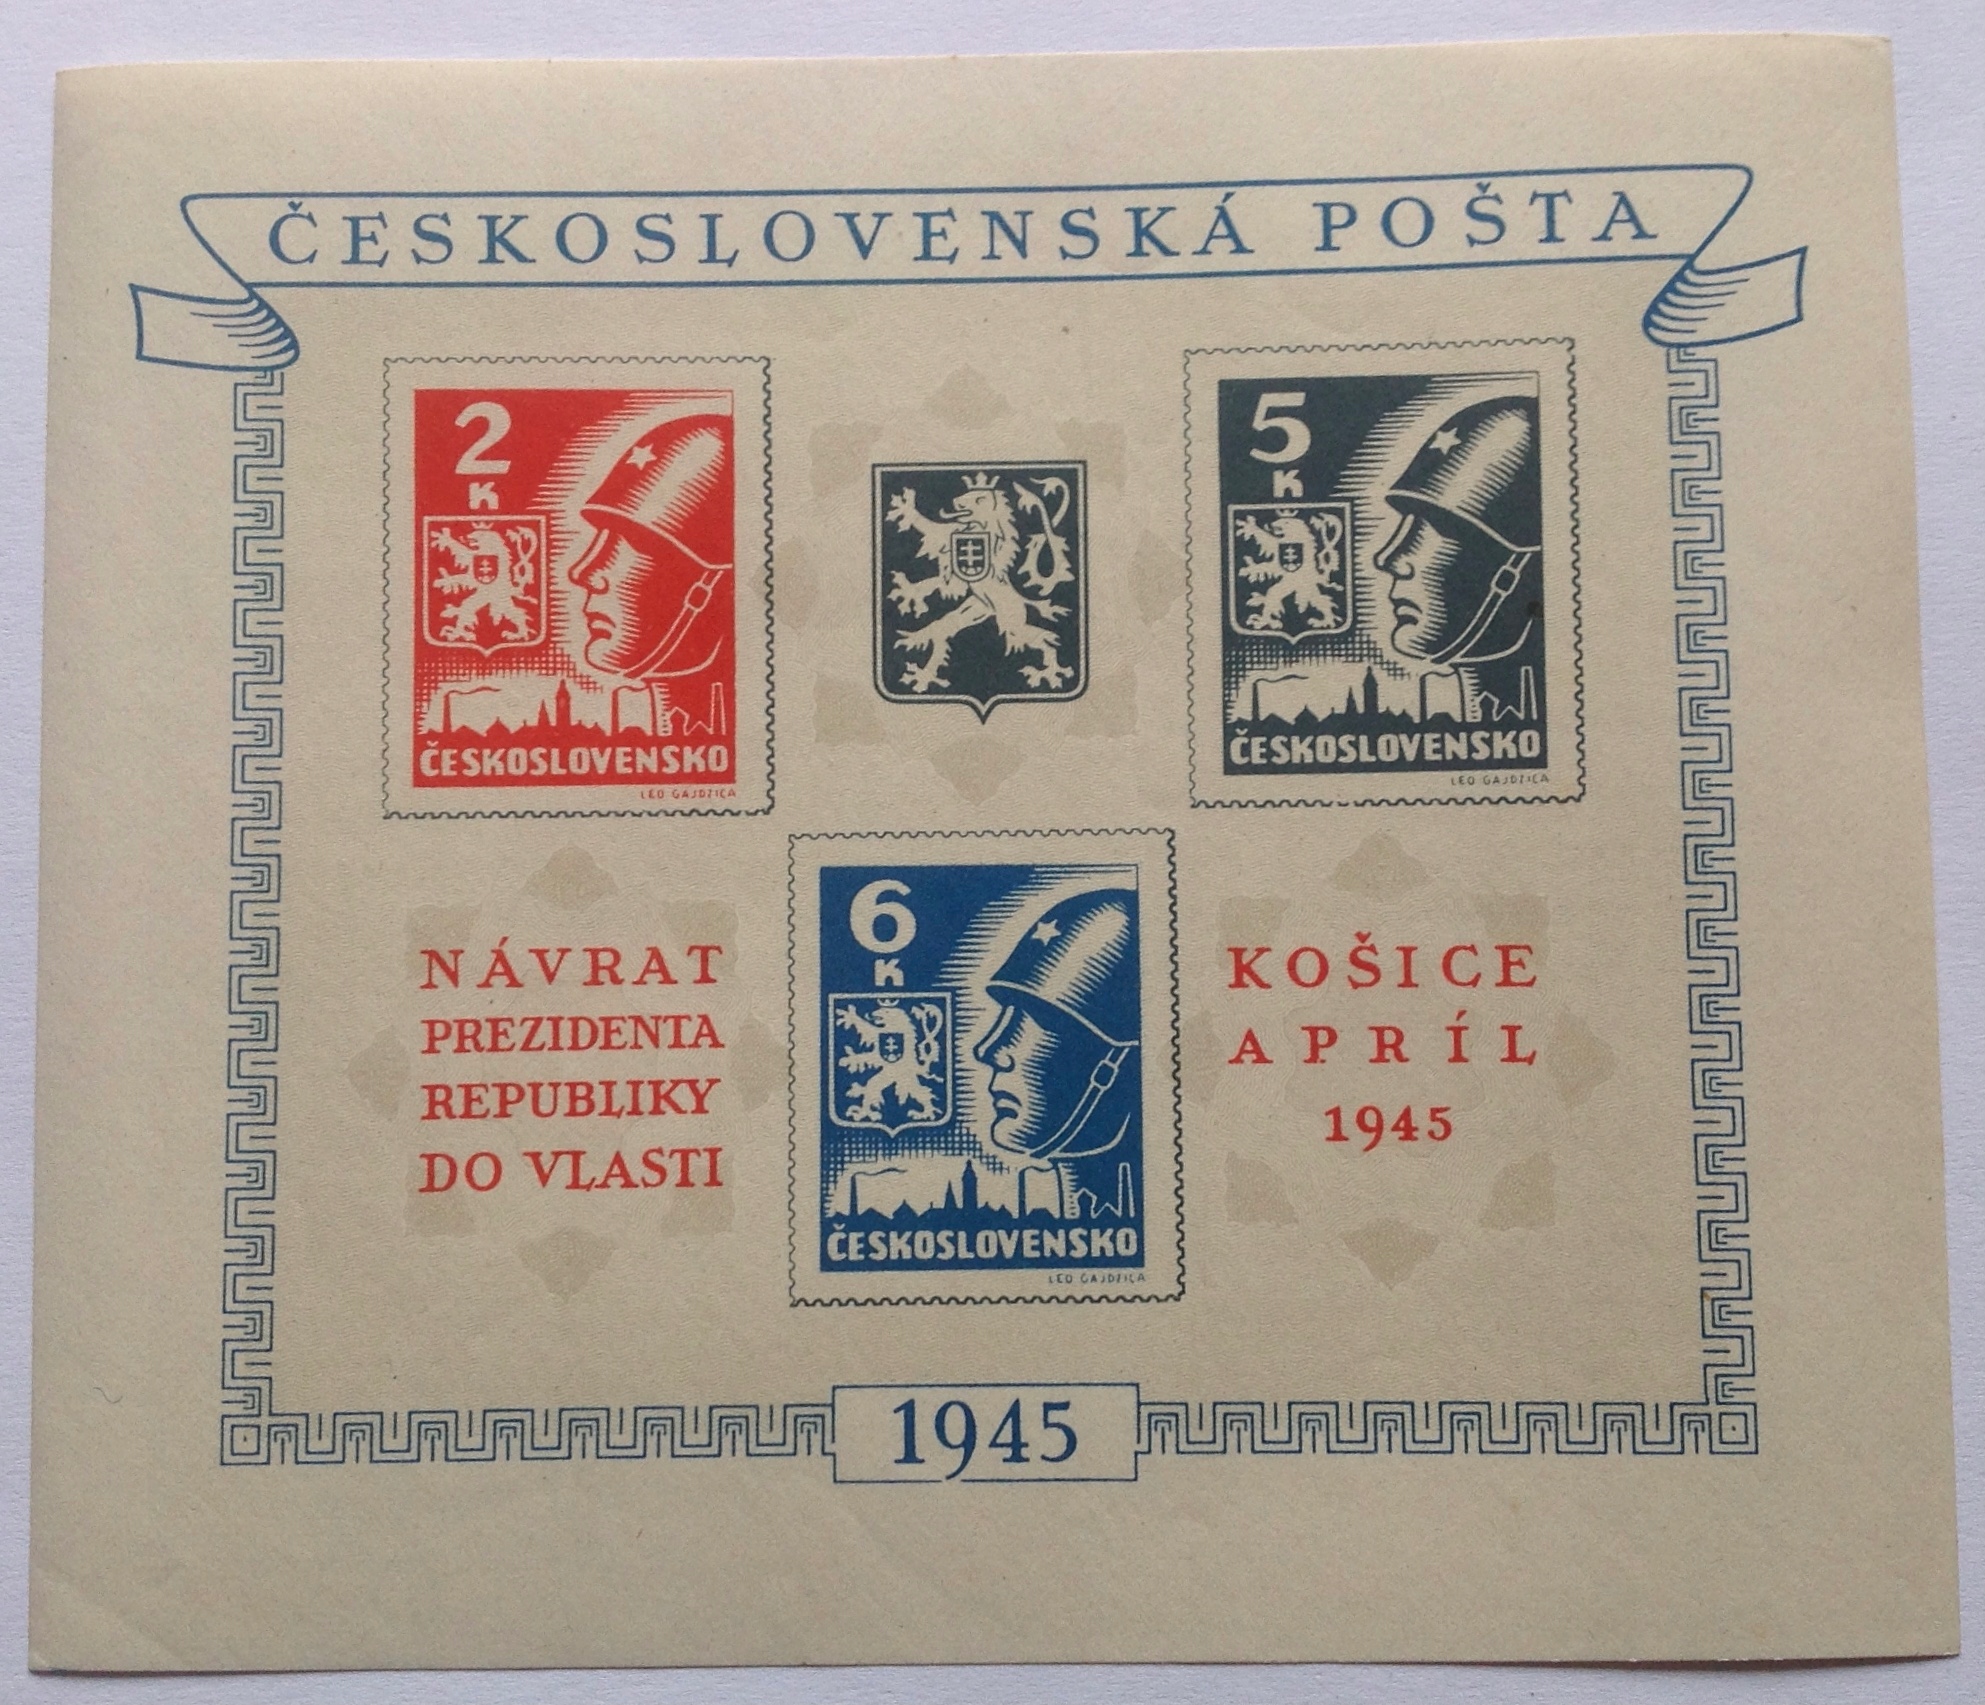 ČESKOSLOVENSKÁ POŠTA
2
K
ČESKOSLOVENSKO
LEO GAJDZICA
5
K
ČESKOSLOVENSKO
LEO GAJDZICA
NÁVRAT
PREZIDENTA
REPUBLIKY
DO VLASTI
6
K
ČESKOSLOVENSKO
LEO GAJDZICA
KOŠICE
APRÍL
1945
1945